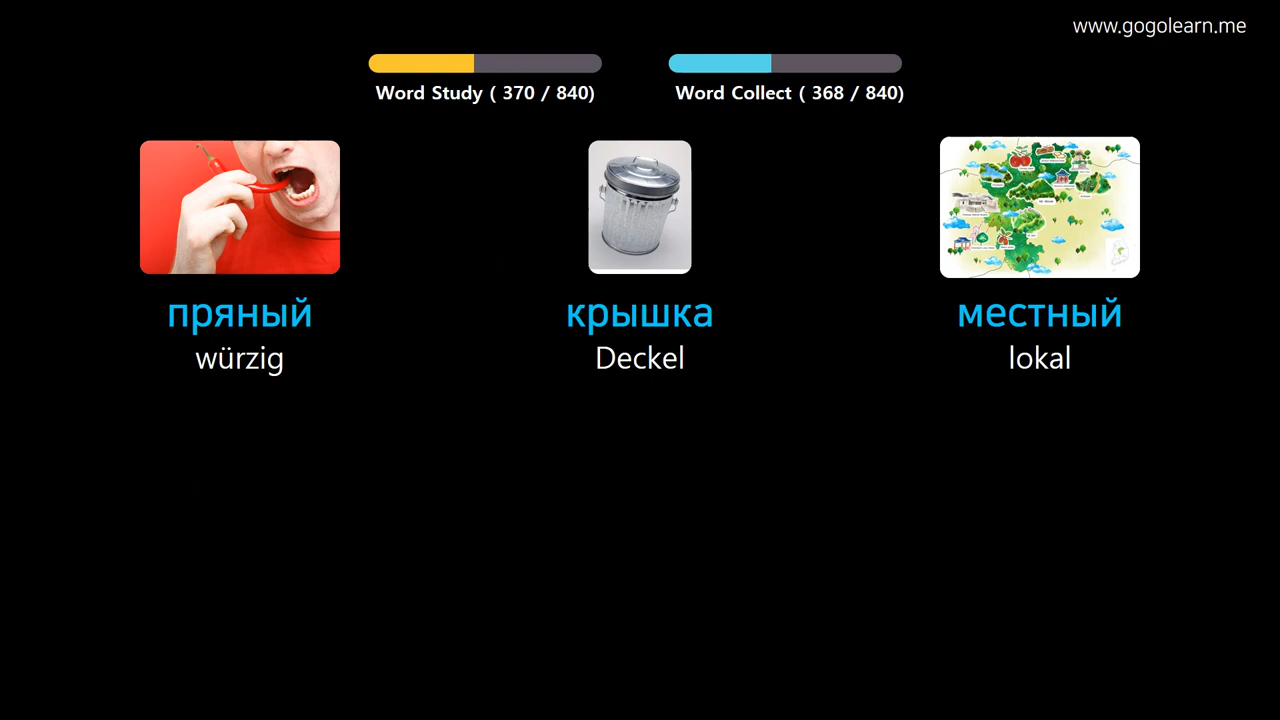 www.gogolearn.me
Word Study ( 370 / 840)
Word Collect ( 368 / 840)
пряный
würzig
крышка
Deckel
местный
lokal